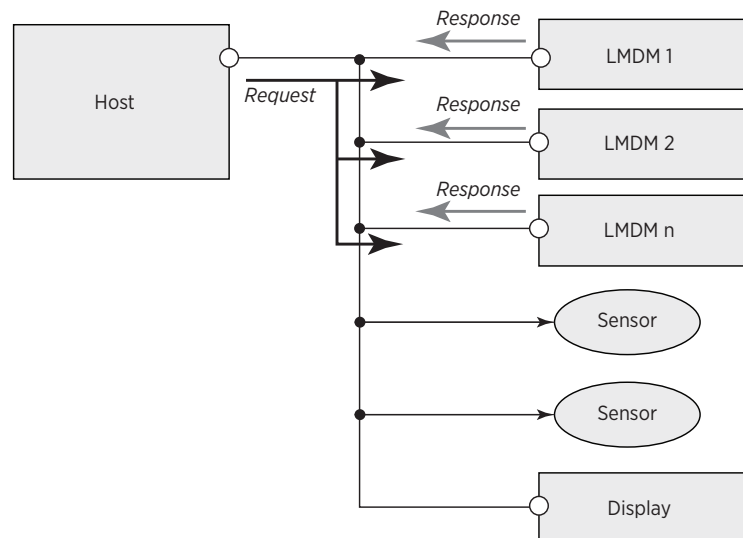 Response
LMDM 1
Host
Request
Response
LMDM 2
Response
LMDM n
Sensor
Sensor
Display